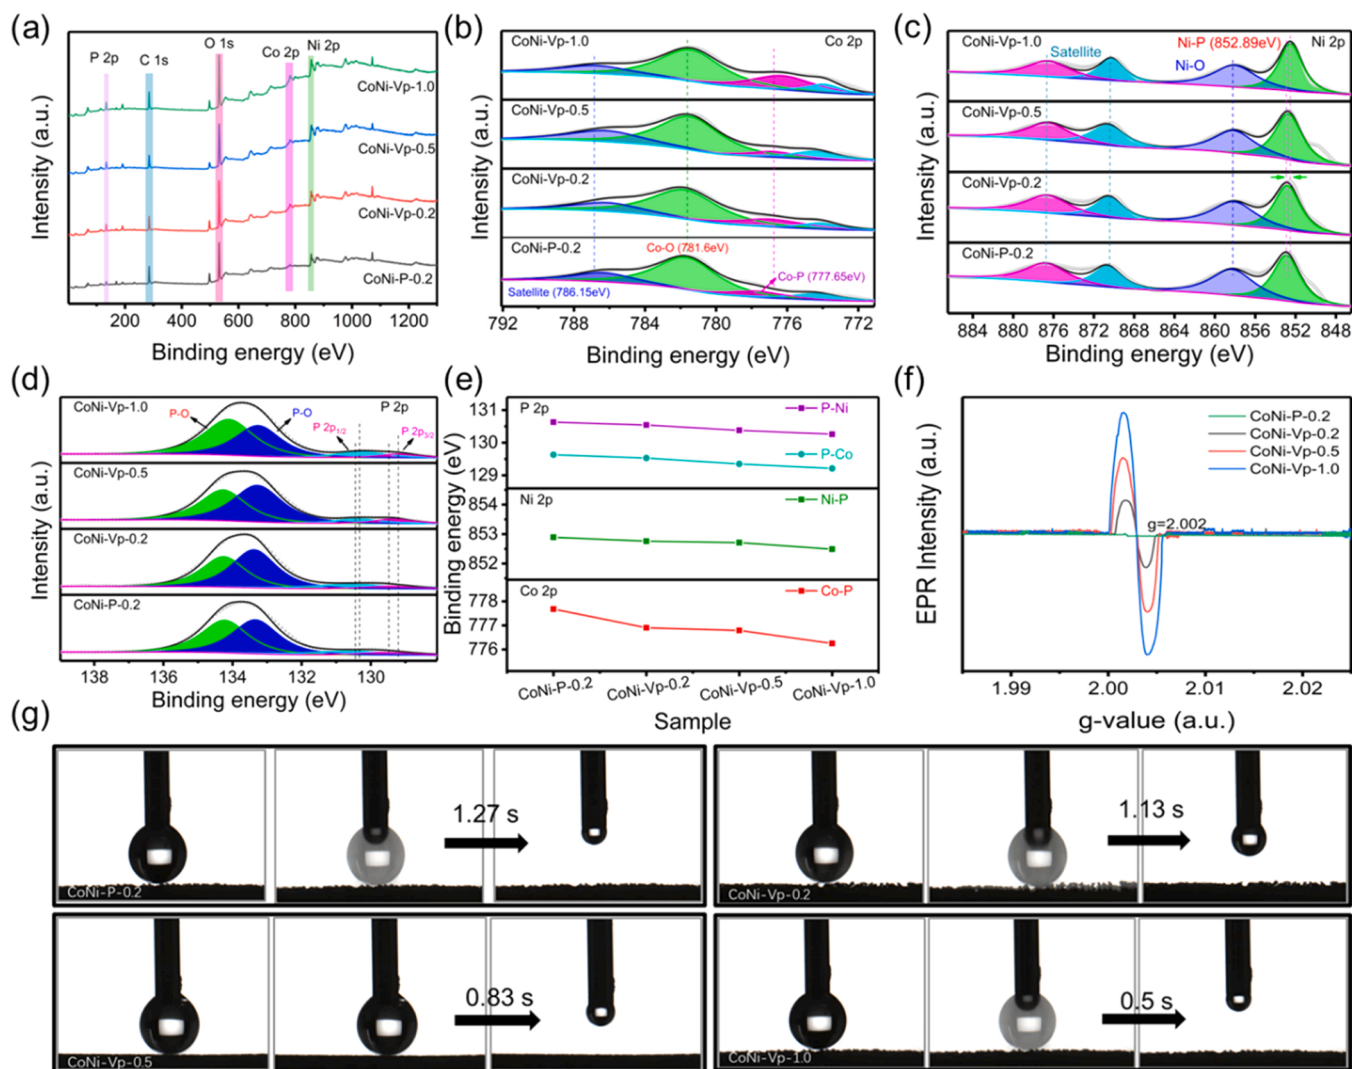 (a)
P 2p
C 1s
O 1s
Co 2p
Ni 2p
CoNi-Vp-1.0
CoNi-Vp-0.5
CoNi-Vp-0.2
CoNi-P-0.2
Intensity (a.u.)
200 400 600 800 1000 1200
Binding energy (eV)
(b)
CoNi-Vp-1.0
Co 2p
CoNi-Vp-0.5
CoNi-Vp-0.2
CoNi-P-0.2
Co-O (781.6eV)
Co-P (777.65eV)
Satellite (786.15eV)
Intensity (a.u.)
792 788 784 780 776 772
Binding energy (eV)
(c)
CoNi-Vp-1.0
Satellite
Ni-P (852.89eV)
Ni 2p
Ni-O
CoNi-Vp-0.5
CoNi-Vp-0.2
CoNi-P-0.2
Intensity (a.u.)
884 880 876 872 868 864 860 856 852 848
Binding energy (eV)
(d)
CoNi-Vp-1.0
P-O
P-O
P 2p
P 2p1/2
P 2p3/2
CoNi-Vp-0.5
CoNi-Vp-0.2
CoNi-P-0.2
Intensity (a.u.)
138 136 134 132 130
Binding energy (eV)
(e)
P 2p
P-Ni
P-Co
Ni 2p
Ni-P
Co 2p
Co-P
131
130
129
854
853
852
778
777
776
Binding energy (eV)
CoNi-P-0.2 CoNi-Vp-0.2 CoNi-Vp-0.5 CoNi-Vp-1.0
Sample
(f)
CoNi-P-0.2
CoNi-Vp-0.2
CoNi-Vp-0.5
CoNi-Vp-1.0
g=2.002
EPR Intensity (a.u.)
1.99 2.00 2.01 2.02
g-value (a.u.)
(g)
1.27 s
CoNi-P-0.2
1.13 s
CoNi-Vp-0.2
0.83 s
CoNi-Vp-0.5
0.5 s
CoNi-Vp-1.0